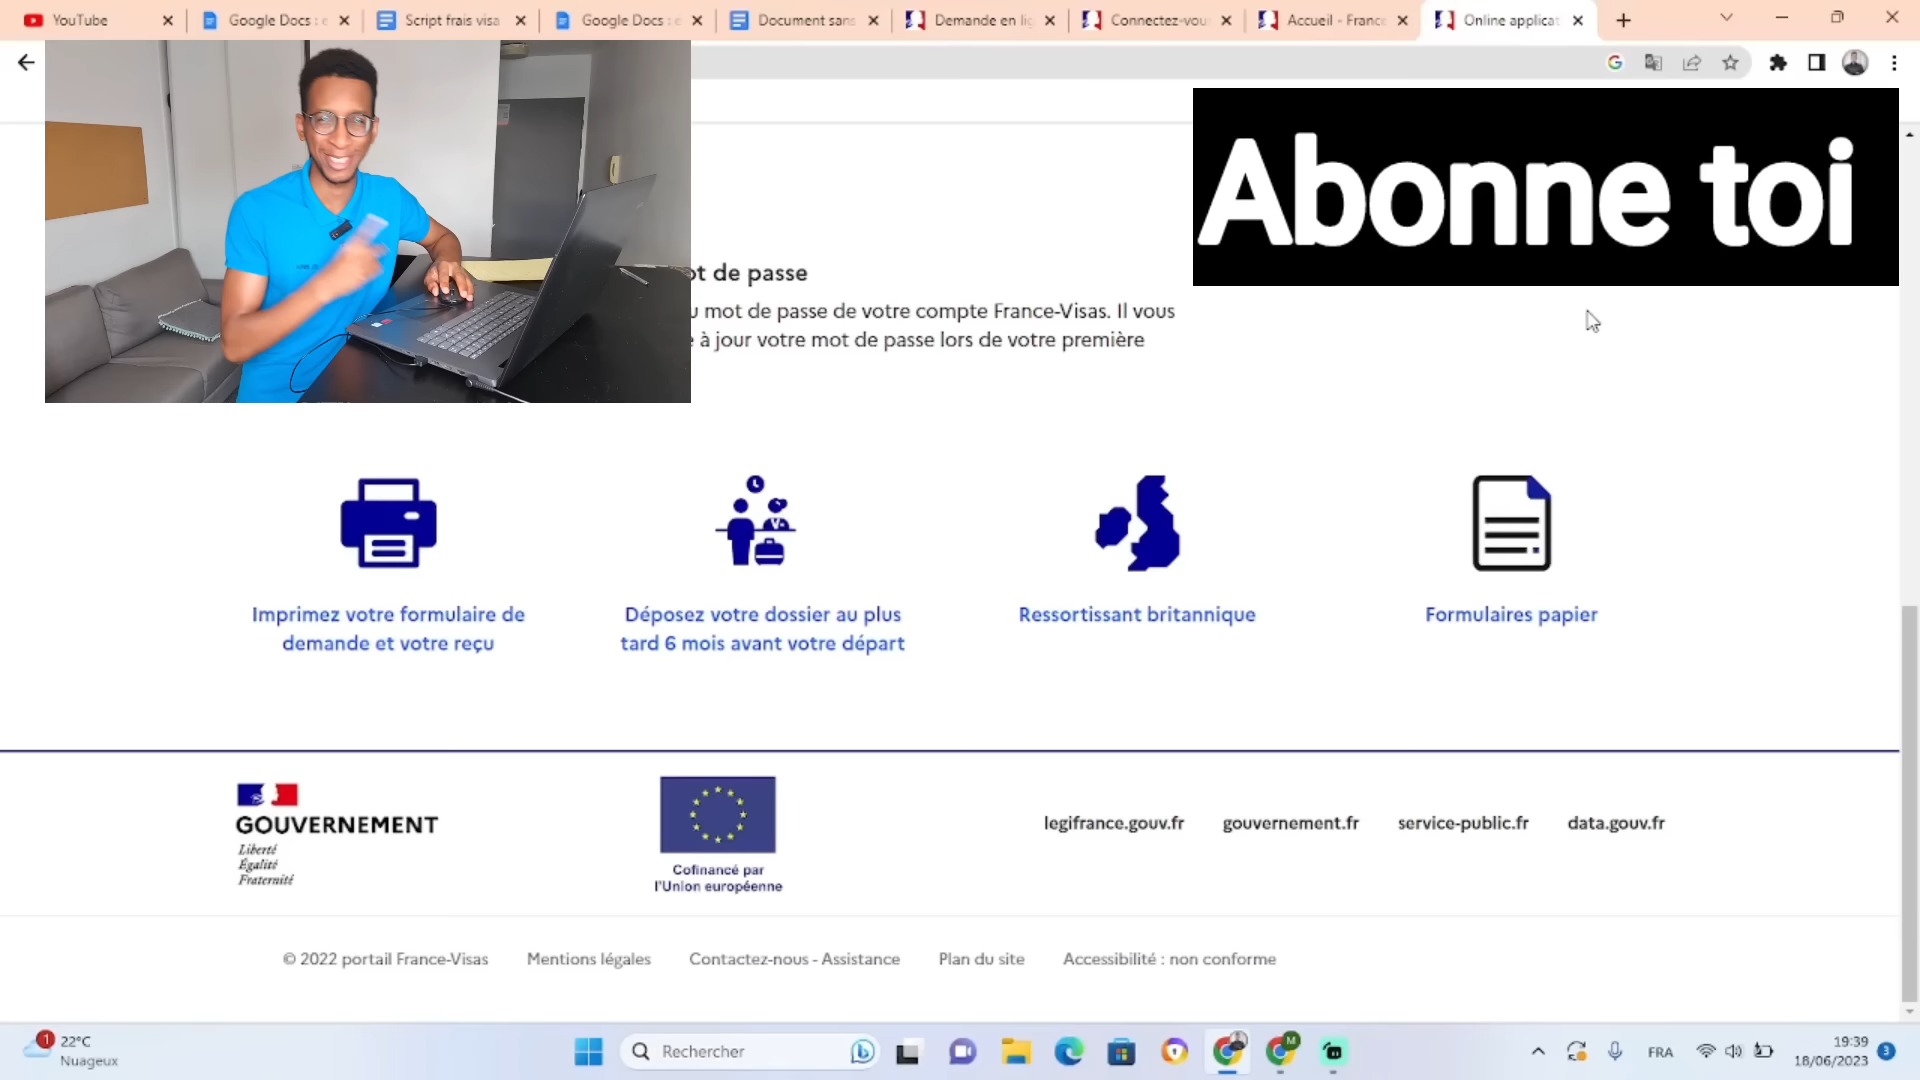 YouTube
Google Docs : e
Script frais visa
Google Docs : e
Document sans
Demande en lig
Connectez-vou
Accueil - France
Online applicat
Abonne toi
ot de passe
u mot de passe de votre compte France-Visas. Il vous
à jour votre mot de passe lors de votre première
Imprimez votre formulaire de
demande et votre reçu
Déposez votre dossier au plus
tard 6 mois avant votre départ
Ressortissant britannique
Formulaires papier
GOUVERNEMENT
Liberté
Égalité
Fraternité
Cofinancé par
l'Union européenne
legifrance.gouv.fr
gouvernement.fr
service-public.fr
data.gouv.fr
© 2022 portail France-Visas
Mentions légales
Contactez-nous - Assistance
Plan du site
Accessibilité : non conforme
1
22°C
Nuageux
Rechercher
M
FRA
19:39
18/06/2023
3